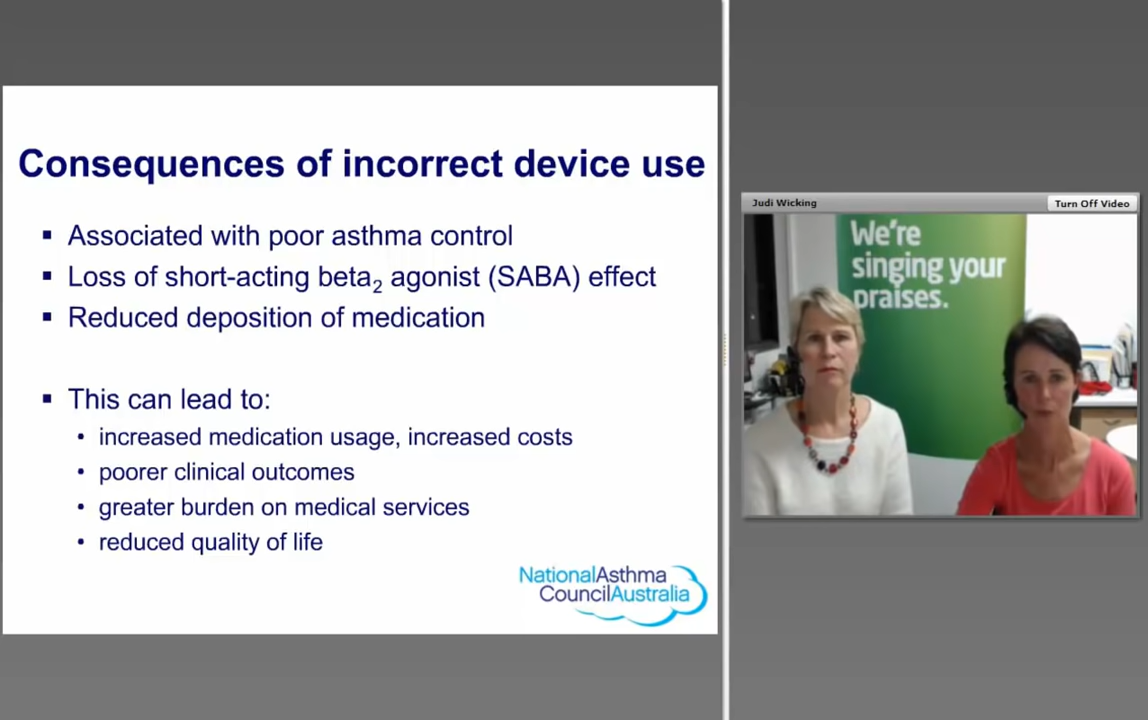 Consequences of incorrect device use
▪ Associated with poor asthma control
▪ Loss of short-acting beta₂ agonist (SABA) effect
▪ Reduced deposition of medication
▪ This can lead to:
• increased medication usage, increased costs
• poorer clinical outcomes
• greater burden on medical services
• reduced quality of life
NationalAsthma
CouncilAustralia
Judi Wicking
Turn Off Video
We're
singing your
praises.